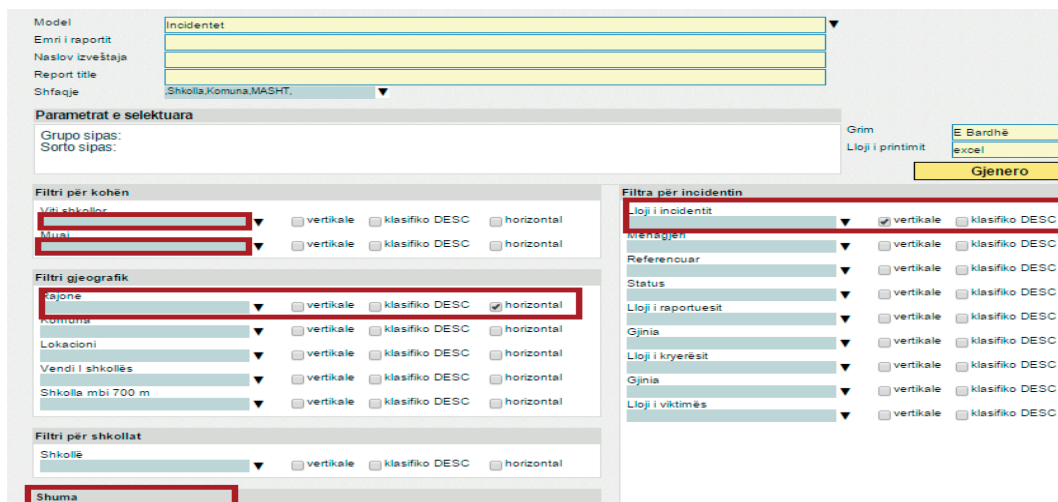 Model Incidentet
Emri i raportit
Naslov izveštaja
Report title
Shfaqje ,Shkolla,Komuna,MASHT,
Parametrat e selektuara
Grupo sipas:
Sorto sipas:
Grim E Bardhë
Lloji i printimit excel
Gjenero
Filtri për kohën
Viti shkollor
vertikale klasifiko DESC horizontal
Muaj
vertikale klasifiko DESC horizontal
Filtri gjeografik
Rajone
vertikale klasifiko DESC horizontal
Komuna
vertikale klasifiko DESC horizontal
Lokacioni
vertikale klasifiko DESC horizontal
Vendi I shkollës
vertikale klasifiko DESC horizontal
Shkolla mbi 700 m
vertikale klasifiko DESC horizontal
Filtri për shkollat
Shkollë
vertikale klasifiko DESC horizontal
Shuma
Filtra për incidentin
Lloji i incidentit
vertikale klasifiko DESC
Menagjeri
vertikale klasifiko DESC
Referencuar
vertikale klasifiko DESC
Status
vertikale klasifiko DESC
Lloji i raportuesit
vertikale klasifiko DESC
Gjinia
vertikale klasifiko DESC
Lloji i kryerësit
vertikale klasifiko DESC
Gjinia
vertikale klasifiko DESC
Lloji i viktimës
vertikale klasifiko DESC